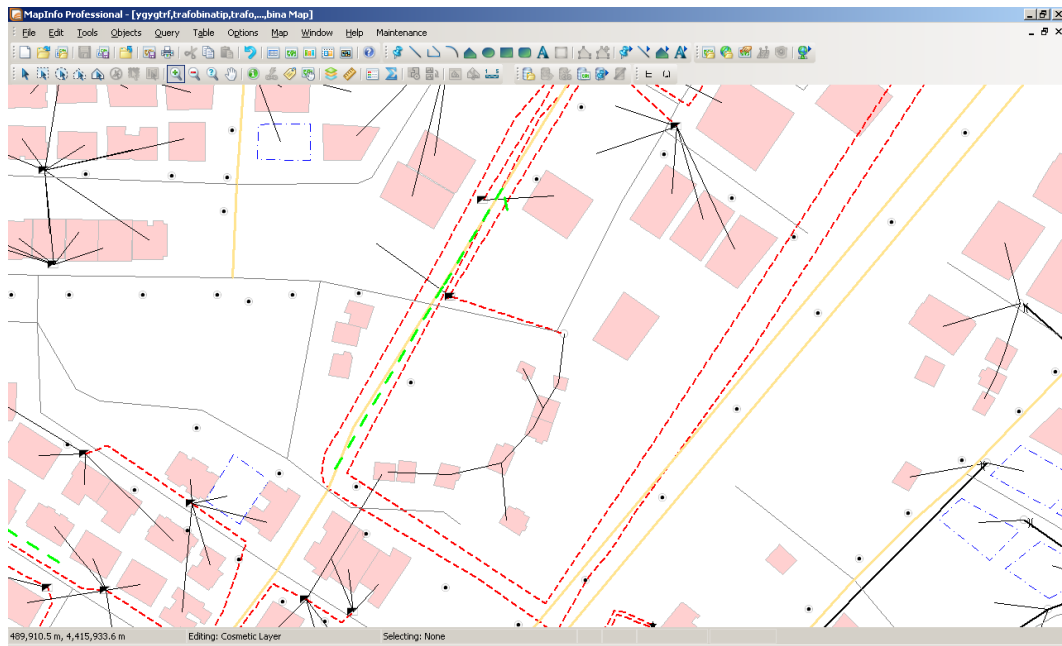 MapInfo Professional - [ygygtrf,trafobinatip,trafo,...,bina Map]
File Edit Tools Objects Query Table Options Map Window Help Maintenance
489,910.5 m, 4,415,933.6 m Editing: Cosmetic Layer Selecting: None